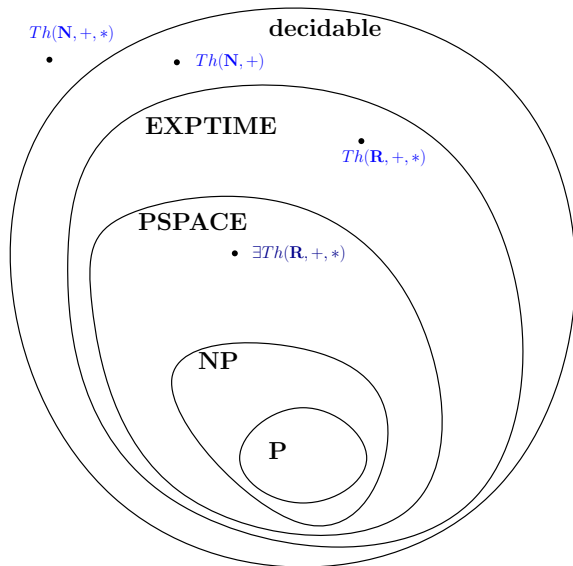 decidable
Th(N, +, ∗)
Th(N, +)
EXPTIME
Th(R, +, ∗)
PSPACE
∃Th(R, +, ∗)
NP
P